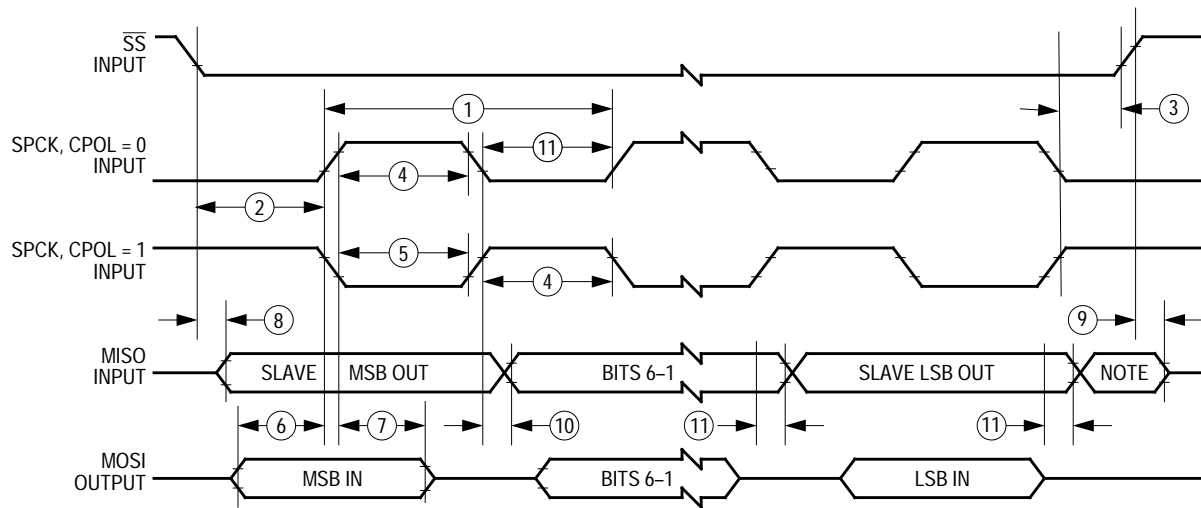 SS
INPUT
1
3
SPCK, CPOL = 0
INPUT
11
4
2
SPCK, CPOL = 1
INPUT
5
4
8
9
MISO
INPUT
SLAVE MSB OUT
BITS 6–1
SLAVE LSB OUT
NOTE
6
7
10
11
11
MOSI
OUTPUT
MSB IN
BITS 6–1
LSB IN